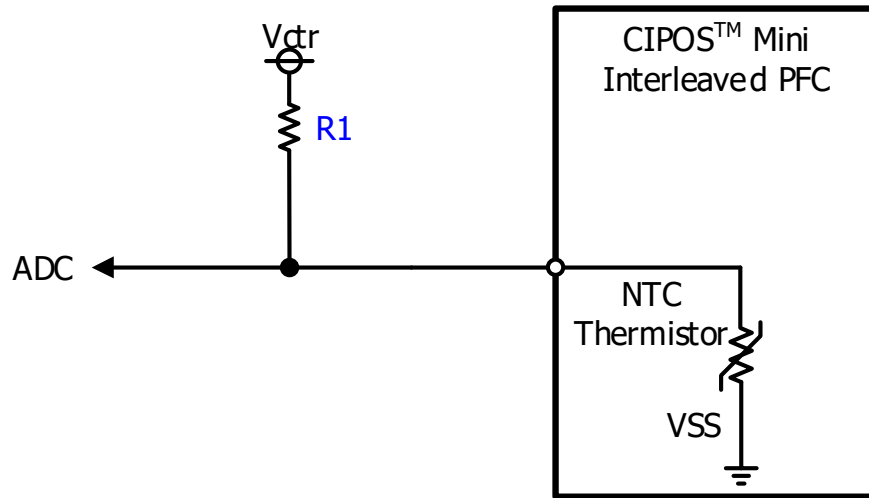 Vctr
R1
ADC
CIPOS™ Mini
Interleaved PFC
NTC
Thermistor
VSS